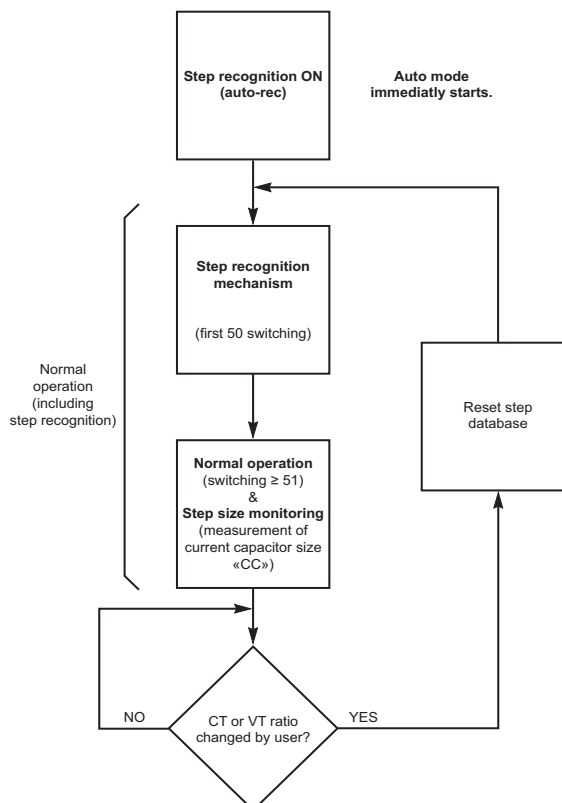 Step recognition ON
(auto-rec)
Auto mode
immediatly starts.
Step recognition
mechanism
(first 50 switching)
Normal
operation
(including
step recognition)
Reset step
database
Normal operation
(switching ≥ 51)
&
Step size monitoring
(measurement of
current capacitor size
«CC»)
NO
CT or VT ratio
changed by user?
YES